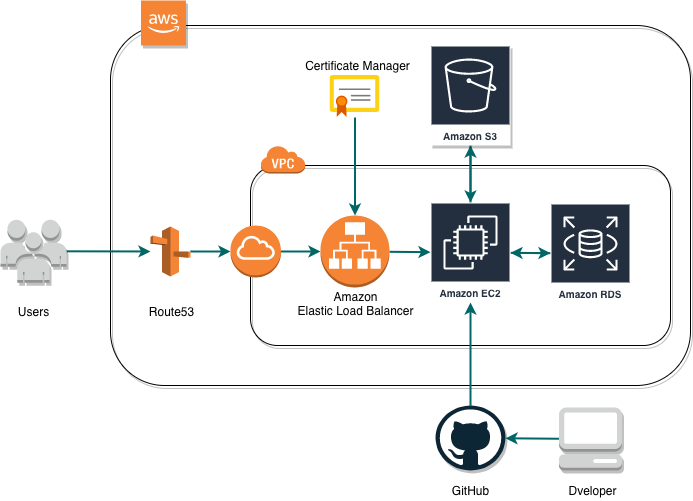 aws
Certificate Manager
Amazon S3
VPC
Users
Route53
Amazon
Elastic Load Balancer
Amazon EC2
Amazon RDS
GitHub
Dveloper